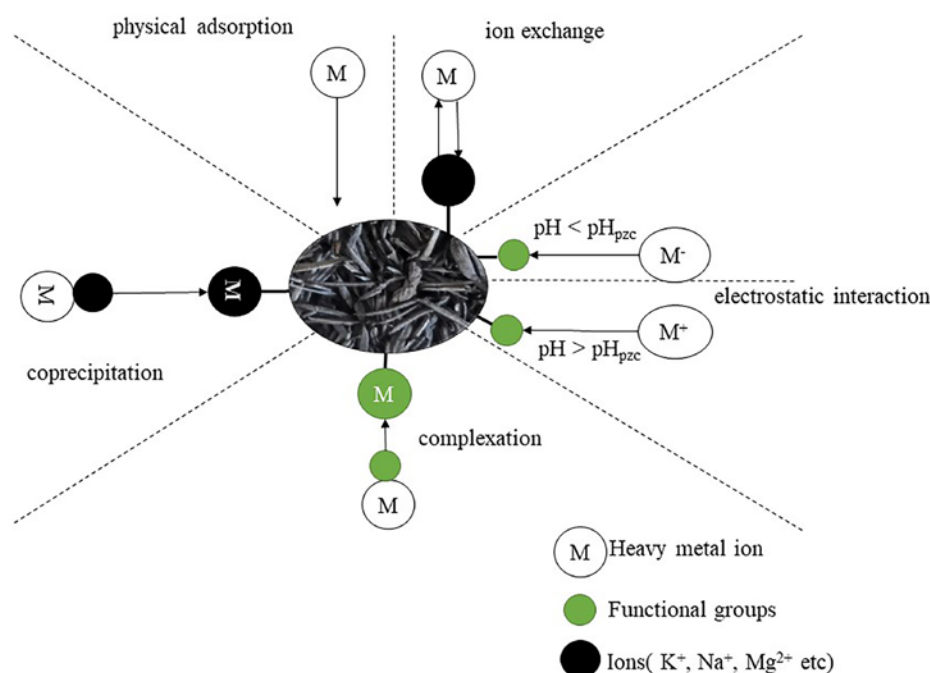 physical adsorption
ion exchange
M
M
pH < pHpzc
M-
electrostatic interaction
M
M
M+
pH > pHpzc
coprecipitation
M
complexation
M
M
Heavy metal ion
Functional groups
Ions( K+, Na+, Mg2+ etc)